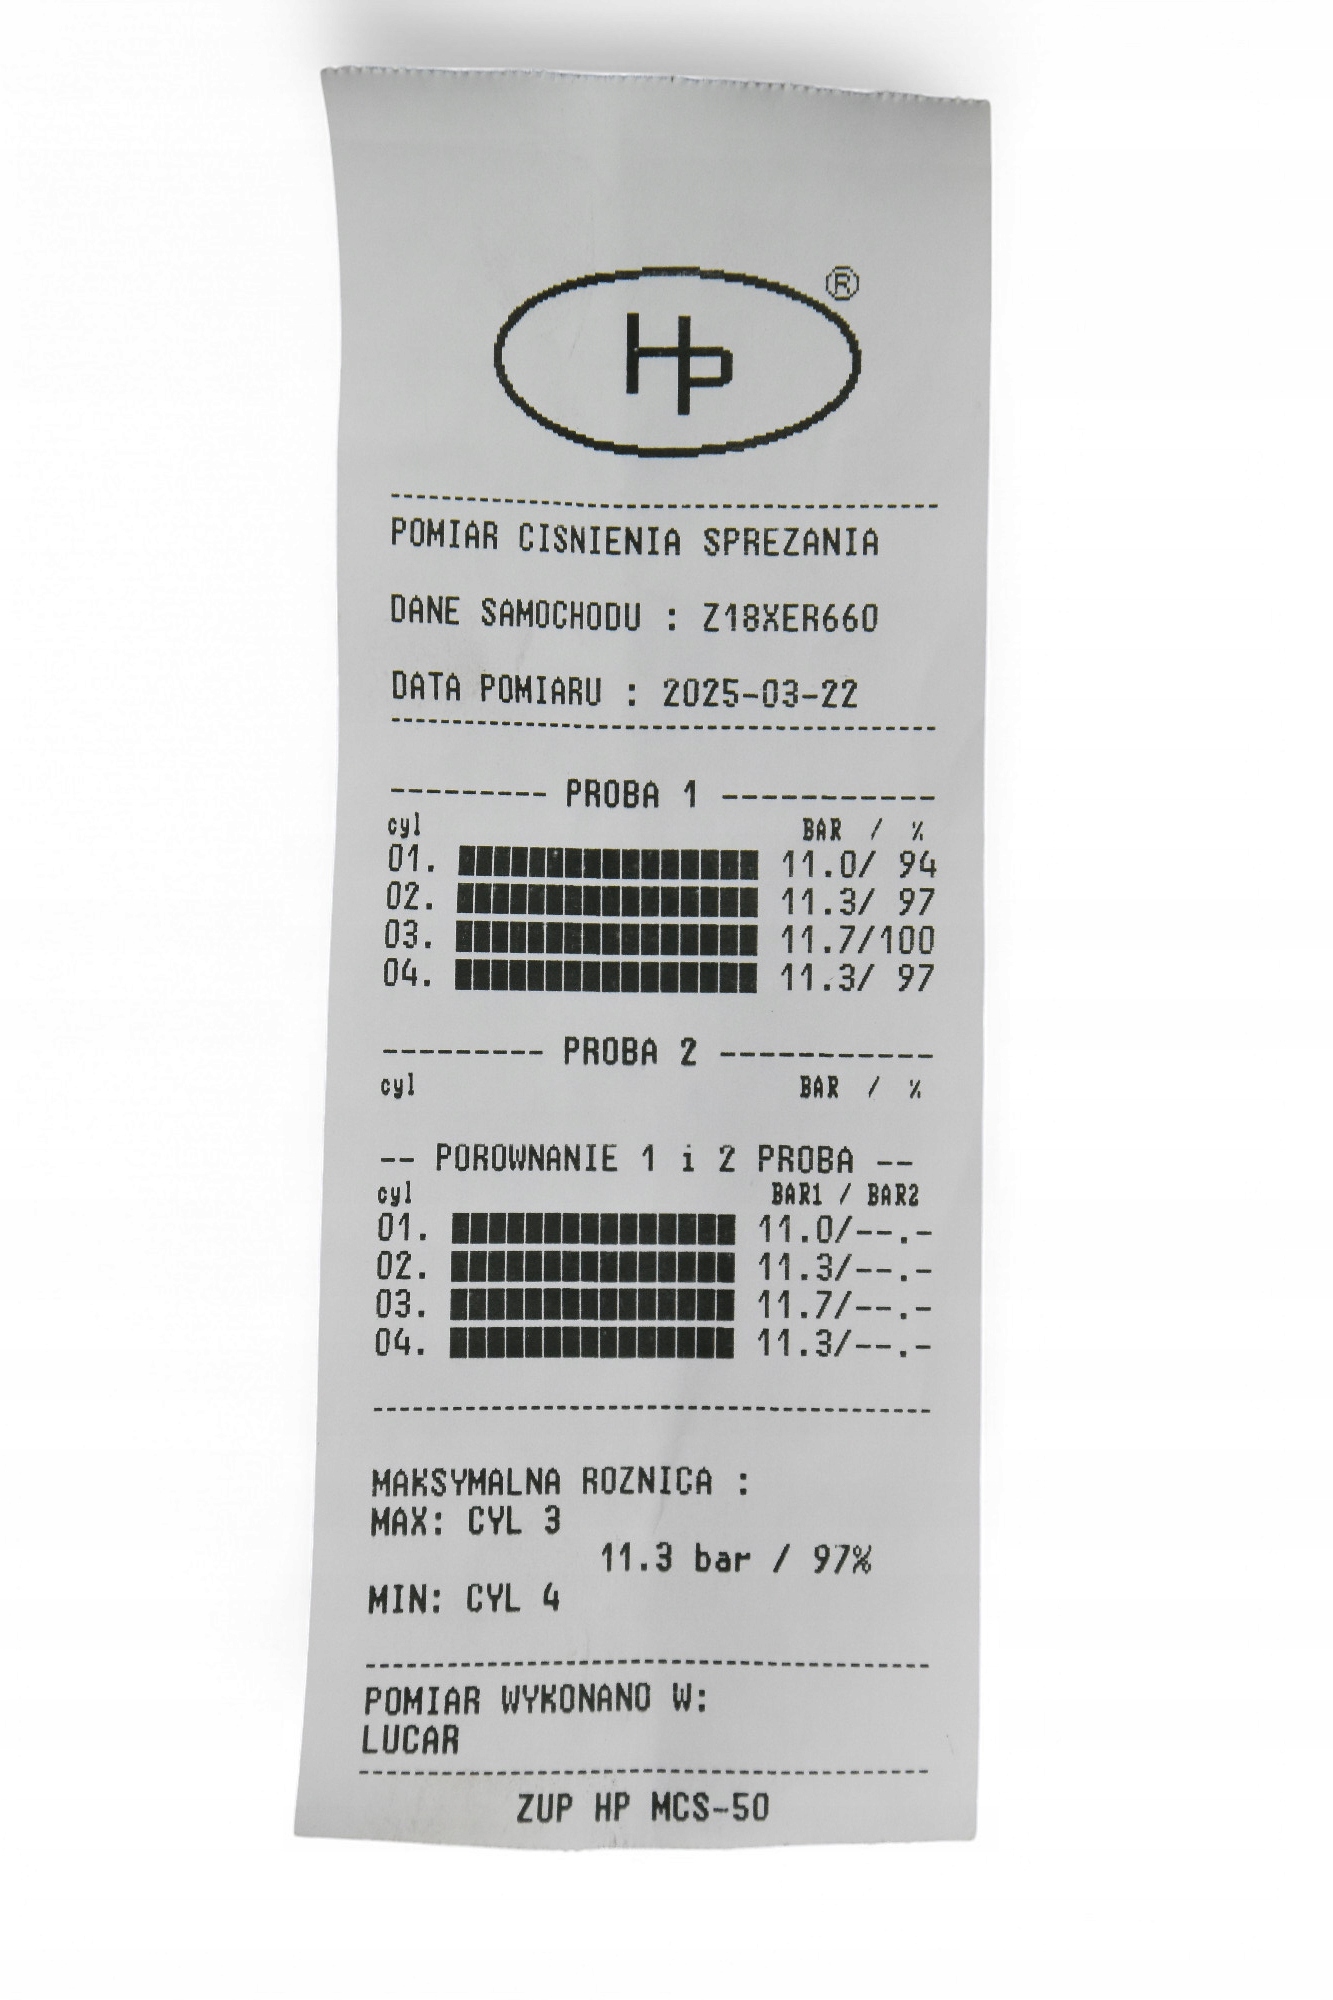 HP ®
POMIAR CISNIENIA SPREZANIA
DANE SAMOCHODU : Z18XER660
DATA POMIARU : 2025-03-22
--------- PROBA 1 -----------
cyl BAR / %
01. 11.0/ 94
02. 11.3/ 97
03. 11.7/100
04. 11.3/ 97
--------- PROBA 2 -----------
cyl BAR / %
-- POROWNANIE 1 i 2 PROBA --
cyl BAR1 / BAR2
01. 11.0/--.-
02. 11.3/--.-
03. 11.7/--.-
04. 11.3/--.-
MAKSYMALNA ROZNICA :
MAX: CYL 3
11.3 bar / 97%
MIN: CYL 4
POMIAR WYKONANO W:
LUCAR
ZUP HP MCS-50